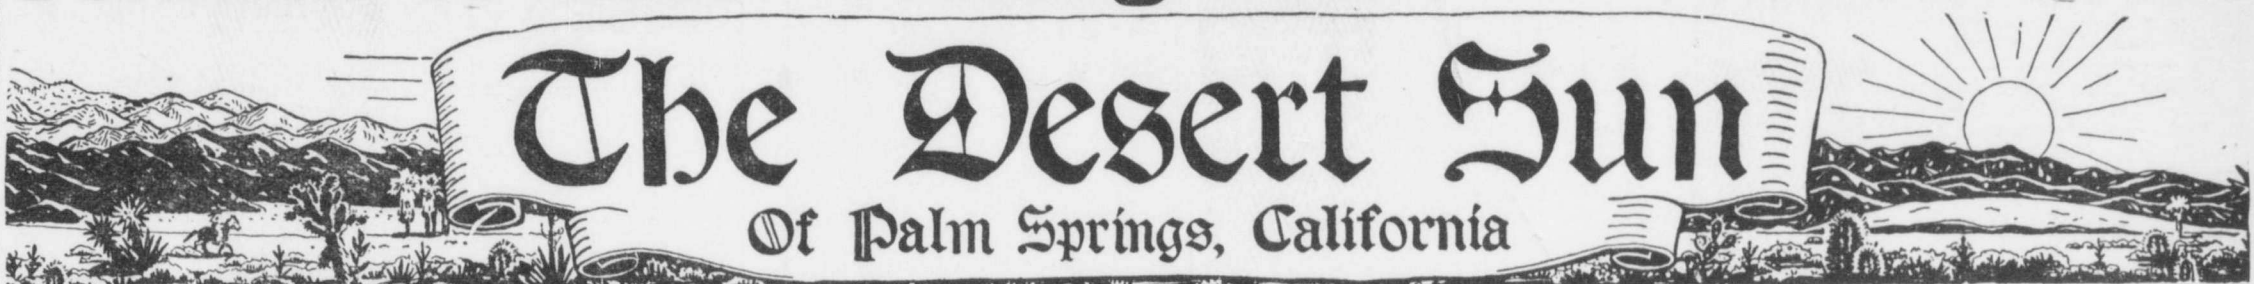 The Desert Sun
Of Palm Springs, California